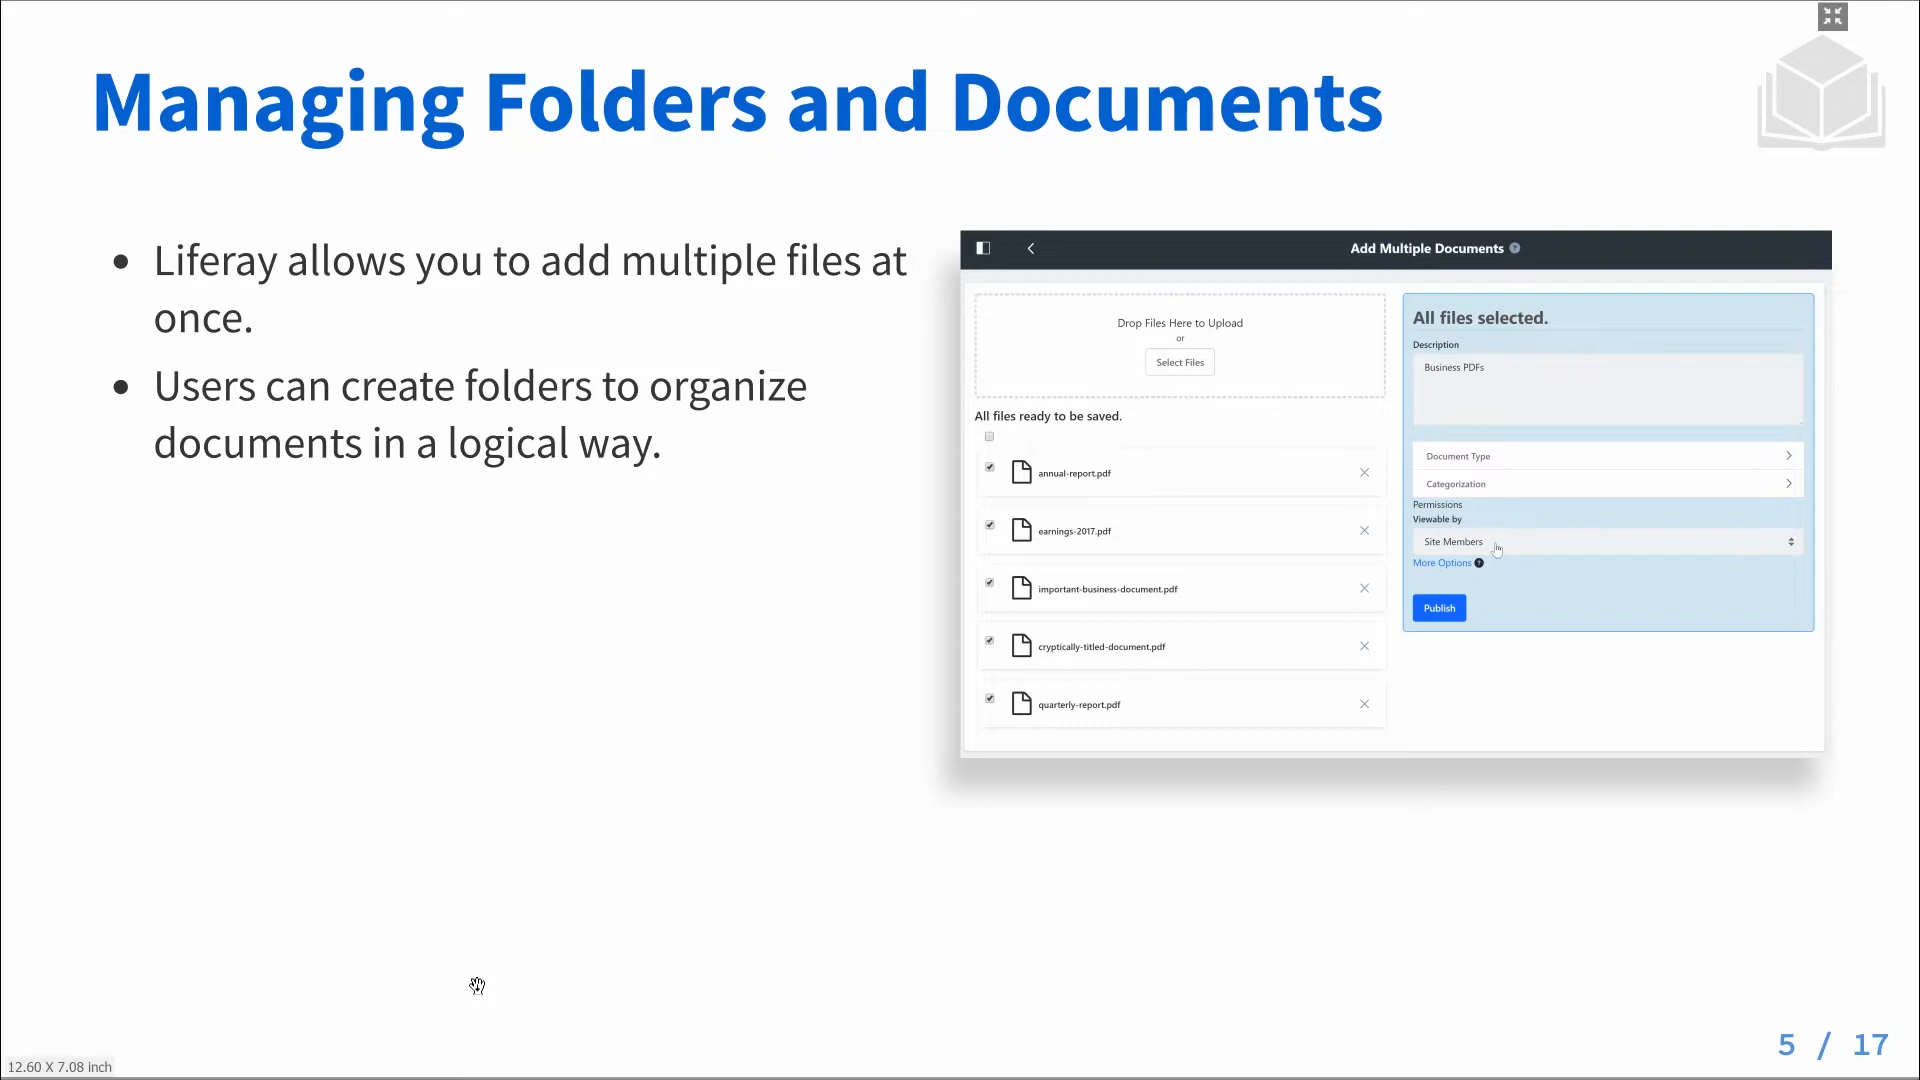 Managing Folders and Documents
• Liferay allows you to add multiple files at
once.
• Users can create folders to organize
documents in a logical way.
Add Multiple Documents
Drop Files Here to Upload
or
Select Files
All files ready to be saved.
annual-report.pdf
earnings-2017.pdf
important-business-document.pdf
cryptically-titled-document.pdf
quarterly-report.pdf
All files selected.
Description
Business PDFs
Document Type
Categorization
Permissions
Viewable by
Site Members
More Options
Publish
5 / 17
12.60 X 7.08 inch